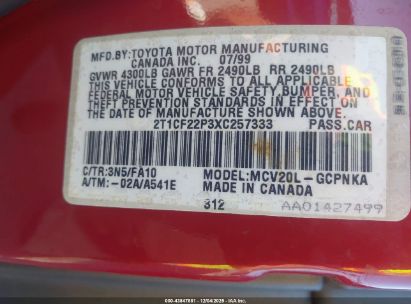 MFD.BY:TOYOTA MOTOR MANUFACTURING
CANADA INC. 07/99
GVWR 4300LB GAWR FR 2490LB RR 2490LB
THIS VEHICLE CONFORMS TO ALL APPLICABLE
FEDERAL MOTOR VEHICLE SAFETY, BUMPER, AND
THEFT PREVENTION STANDARDS IN EFFECT ON
THE DATE OF MANUFACTURE SHOWN ABOVE.
2T1CF22P3XC257333 PASS.CAR
C/TR:3N5/FA10 MODEL:MCV20L-GCPNKA
A/TM:-02A/A541E MADE IN CANADA
312 AA01427499